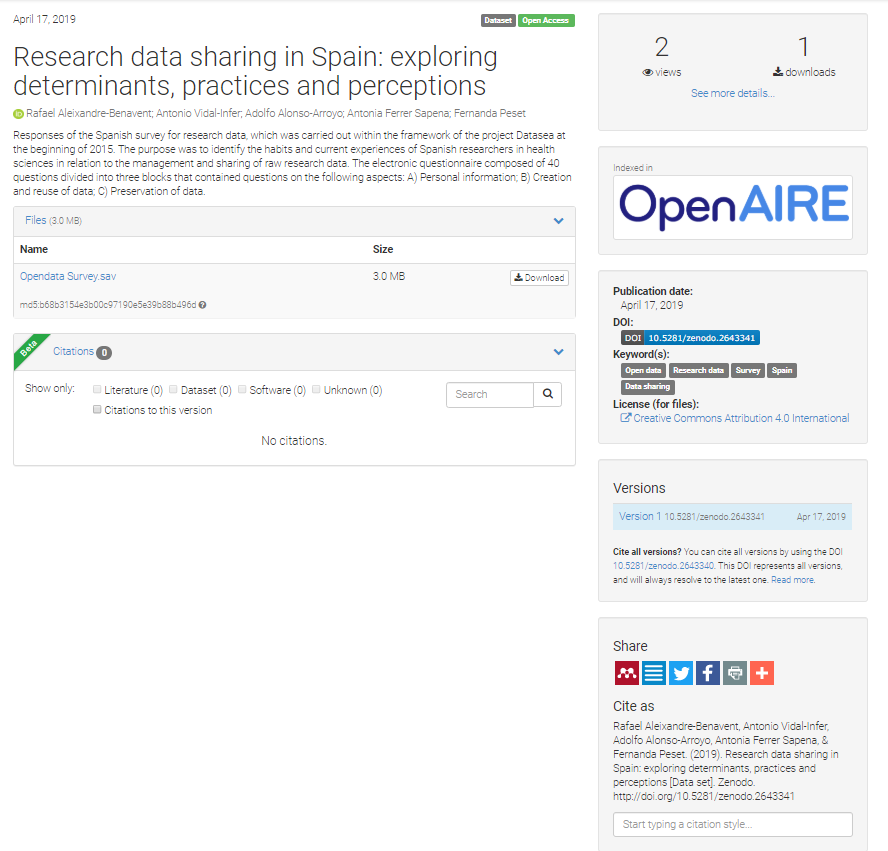 April 17, 2019
Dataset Open Access
Research data sharing in Spain: exploring
determinants, practices and perceptions
Rafael Aleixandre-Benavent; Antonio Vidal-Infer; Adolfo Alonso-Arroyo; Antonia Ferrer Sapena; Fernanda Peset
Responses of the Spanish survey for research data, which was carried out within the framework of the project Datasea at
the beginning of 2015. The purpose was to identify the habits and current experiences of Spanish researchers in health
sciences in relation to the management and sharing of raw research data. The electronic questionnaire composed of 40
questions divided into three blocks that contained questions on the following aspects: A) Personal information; B) Creation
and reuse of data; C) Preservation of data.
Files (3.0 MB)
Name Size
Opendata Survey.sav 3.0 MB Download
md5:b68b3154e3b00c97190e5e39b88b496d ?
Beta
Citations 0
Show only: Literature (0) Dataset (0) Software (0) Unknown (0)
Citations to this version
Search
No citations.
2 1
views downloads
See more details...
Indexed in
OpenAIRE
Publication date:
April 17, 2019
DOI:
DOI 10.5281/zenodo.2643341
Keyword(s):
Open data Research data Survey Spain
Data sharing
License (for files):
Creative Commons Attribution 4.0 International
Versions
Version 1 10.5281/zenodo.2643341 Apr 17, 2019
Cite all versions? You can cite all versions by using the DOI
10.5281/zenodo.2643340. This DOI represents all versions,
and will always resolve to the latest one. Read more.
Share
Cite as
Rafael Aleixandre-Benavent, Antonio Vidal-Infer,
Adolfo Alonso-Arroyo, Antonia Ferrer Sapena, &
Fernanda Peset. (2019). Research data sharing in
Spain: exploring determinants, practices and
perceptions [Data set]. Zenodo.
http://doi.org/10.5281/zenodo.2643341
Start typing a citation style...